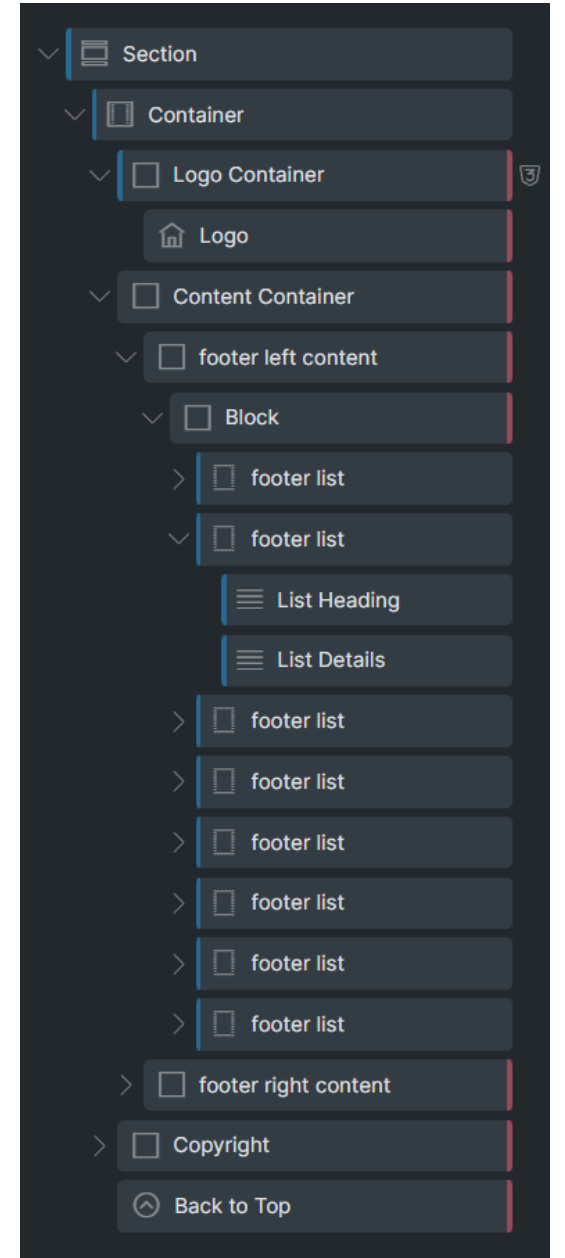 Section
Container
Logo Container
3
Logo
Content Container
footer left content
Block
footer list
footer list
List Heading
List Details
footer list
footer list
footer list
footer list
footer list
footer list
footer right content
Copyright
Back to Top